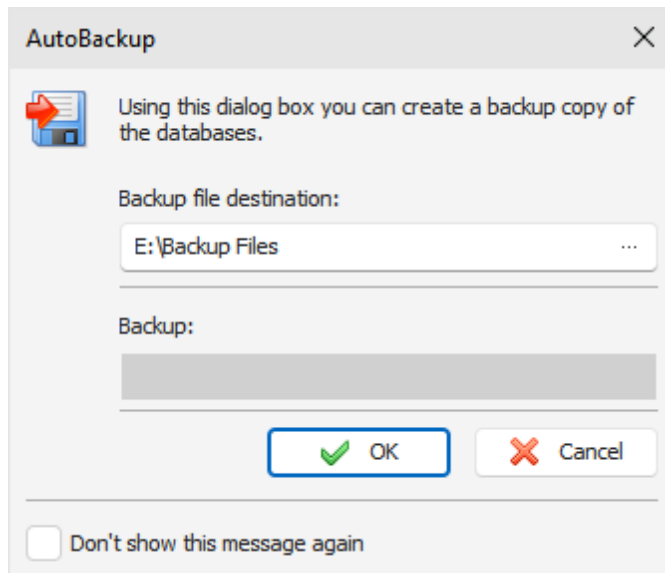 AutoBackup
Using this dialog box you can create a backup copy of
the databases.
Backup file destination:
E:\Backup Files
...
Backup:
OK
Cancel
Don't show this message again